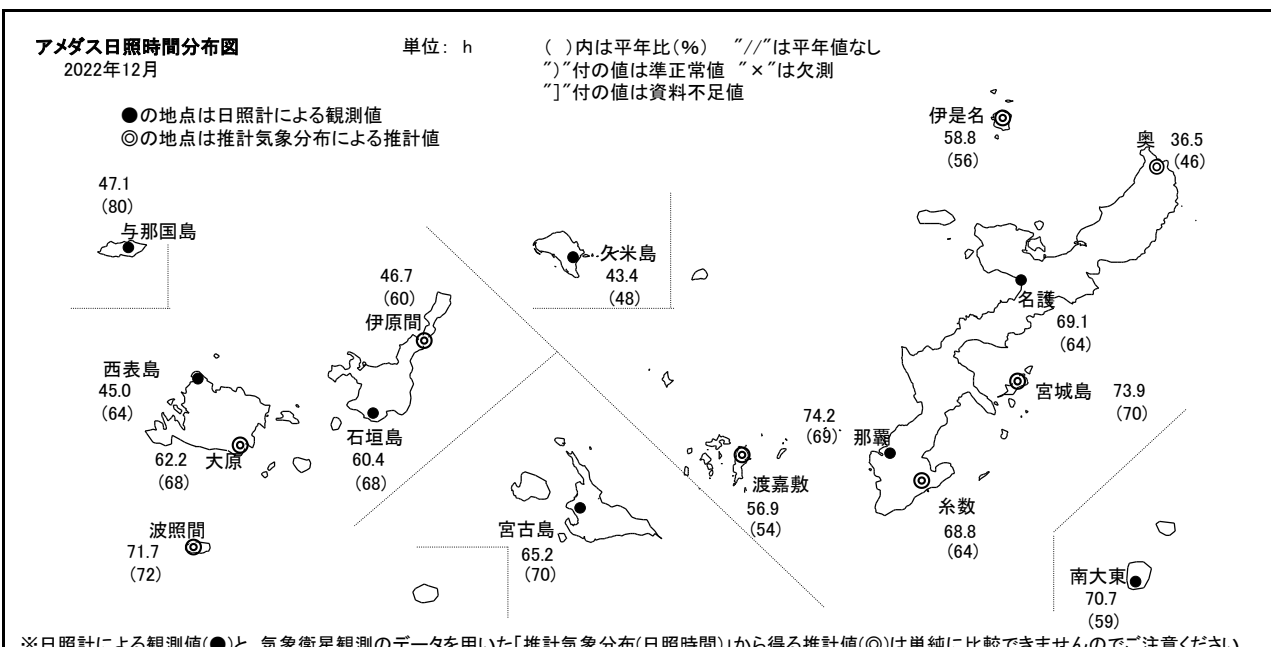 アメダス日照時間分布図 単位： h ( )内は平年比(%) "//"は平年値なし
2022年12月 ")"付の値は準正常値 "×"は欠測
"]"付の値は資料不足値
●の地点は日照計による観測値
◎の地点は推計気象分布による推計値
伊是名
58.8
(56)
奥 36.5
(46)
47.1
(80)
与那国島
久米島
43.4
(48)
46.7
(60)
伊原間
名護
69.1
(64)
西表島
45.0
(64)
宮城島 73.9
(70)
石垣島
60.4
(68)
大原
62.2
(68)
74.2
(69) 那覇
渡嘉敷
56.9
(54)
糸数
68.8
(64)
波照間
71.7
(72)
宮古島
65.2
(70)
南大東
70.7
(59)
※日照計による観測値(●)と、気象衛星観測のデータを用いた「推計気象分布(日照時間)」から得る推計値(◎)は単純に比較できませんのでご注意ください